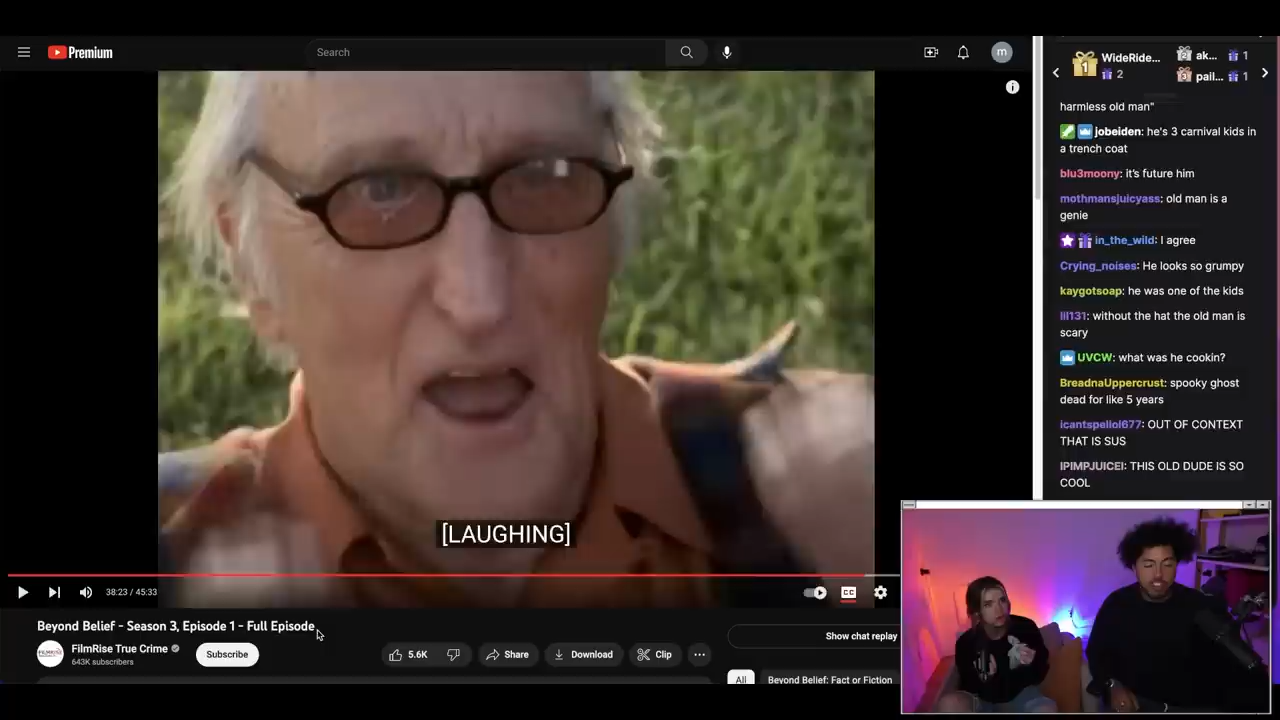 Premium
Search
m
WideRide...
2
ak...
1
pail...
1
harmless old man"
jobeiden: he's 3 carnival kids in
a trench coat
blu3moony: it's future him
mothmansjuicyass: old man is a
genie
in_the_wild: I agree
Crying_noises: He looks so grumpy
kaygotsoap: he was one of the kids
lil131: without the hat the old man is
scary
UVCW: what was he cookin?
BreadnaUppercrust: spooky ghost
dead for like 5 years
icantspellol677: OUT OF CONTEXT
THAT IS SUS
IPIMPJUICEI: THIS OLD DUDE IS SO
COOL
[LAUGHING]
38:23 / 45:33
CC
Beyond Belief - Season 3, Episode 1 - Full Episode
FilmRise True Crime
643K subscribers
Subscribe
5.6K
Share
Download
Clip
Show chat replay
All
Beyond Belief: Fact or Fiction